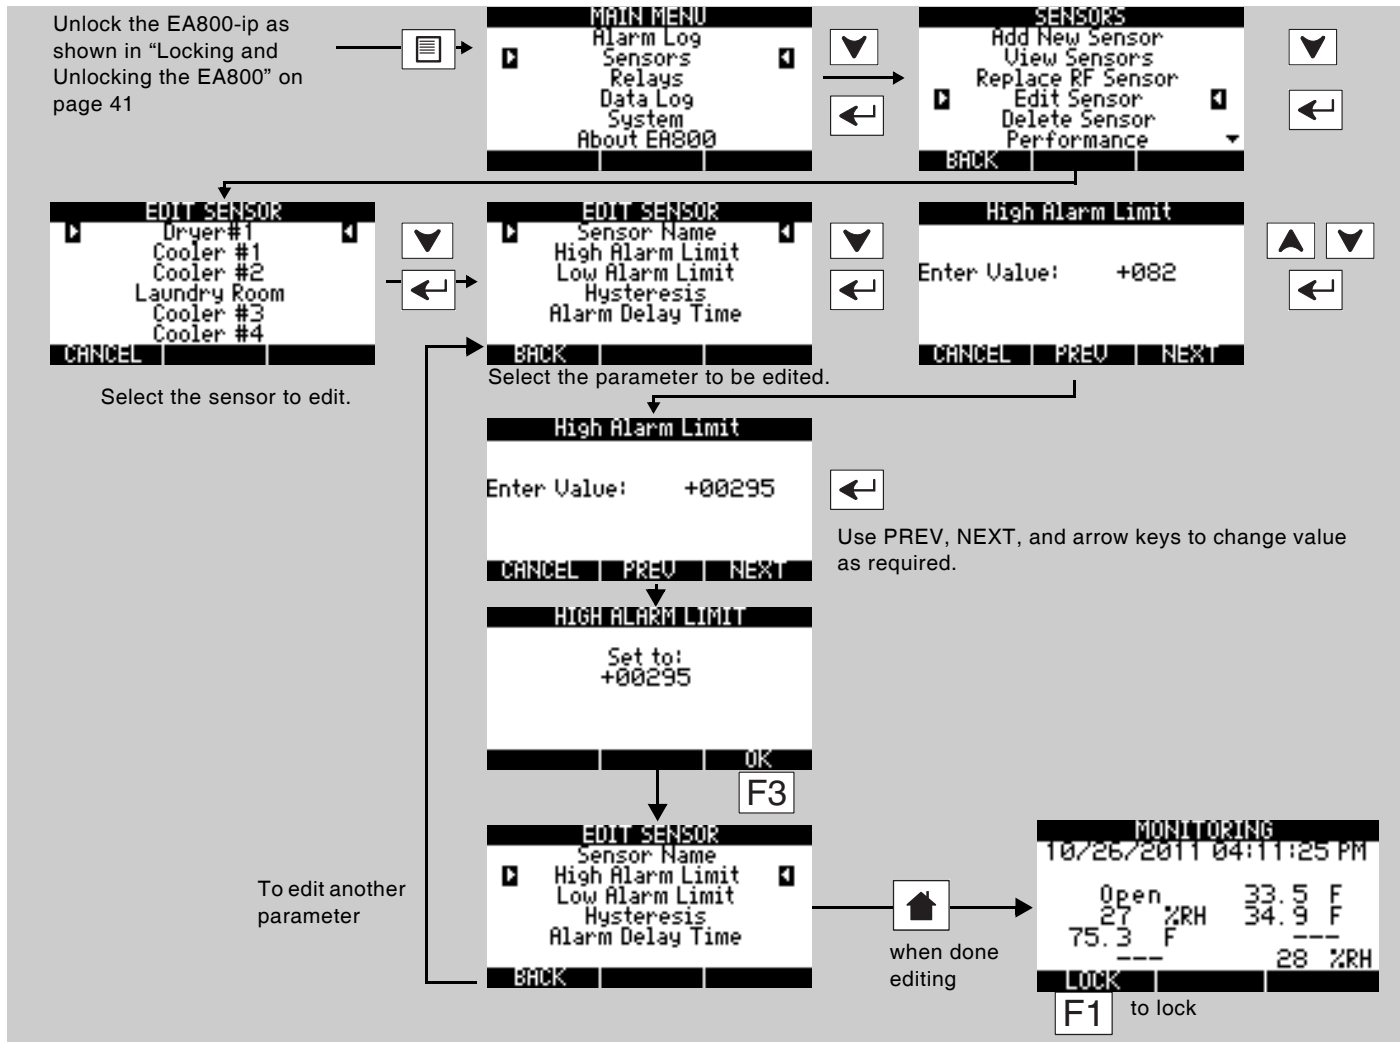 Unlock the EA800-ip as
shown in “Locking and
Unlocking the EA800” on
page 41
MAIN MENU
Alarm Log
Sensors
Relays
Data Log
System
About EA800
SENSORS
Add New Sensor
View Sensors
Replace RF Sensor
Edit Sensor
Delete Sensor
Performance
BACK
EDIT SENSOR
Dryer#1
Cooler #1
Cooler #2
Laundry Room
Cooler #3
Cooler #4
CANCEL
Select the sensor to edit.
EDIT SENSOR
Sensor Name
High Alarm Limit
Low Alarm Limit
Hysteresis
Alarm Delay Time
BACK
Select the parameter to be edited.
High Alarm Limit
Enter Value: +082
CANCEL PREV NEXT
High Alarm Limit
Enter Value: +00295
CANCEL PREV NEXT
Use PREV, NEXT, and arrow keys to change value
as required.
HIGH ALARM LIMIT
Set to:
+00295
OK
F3
EDIT SENSOR
Sensor Name
High Alarm Limit
Low Alarm Limit
Hysteresis
Alarm Delay Time
BACK
To edit another
parameter
when done
editing
MONITORING
10/26/2011 04:11:25 PM
Open 33.5 F
27 %RH 34.9 F
75.3 F ---
--- 28 %RH
LOCK
F1 to lock